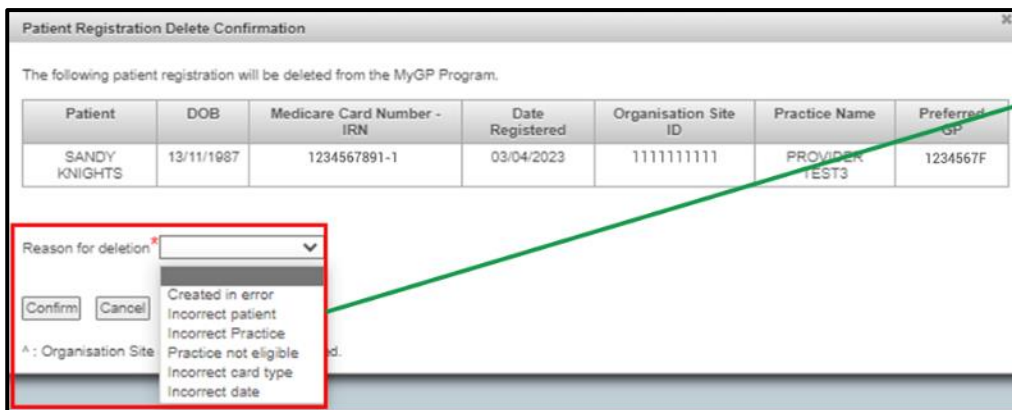 Patient Registration Delete Confirmation
The following patient registration will be deleted from the MyGP Program.
Patient DOB Medicare Card Number - IRN Date Registered Organisation Site ID Practice Name Preferred GP
SANDY KNIGHTS 13/11/1987 1234567891-1 03/04/2023 1111111111 PROVIDER TEST3 1234567F
Reason for deletion*
Created in error
Incorrect patient
Incorrect Practice
Practice not eligible
Incorrect card type
Incorrect date
Confirm Cancel
^ : Organisation Site